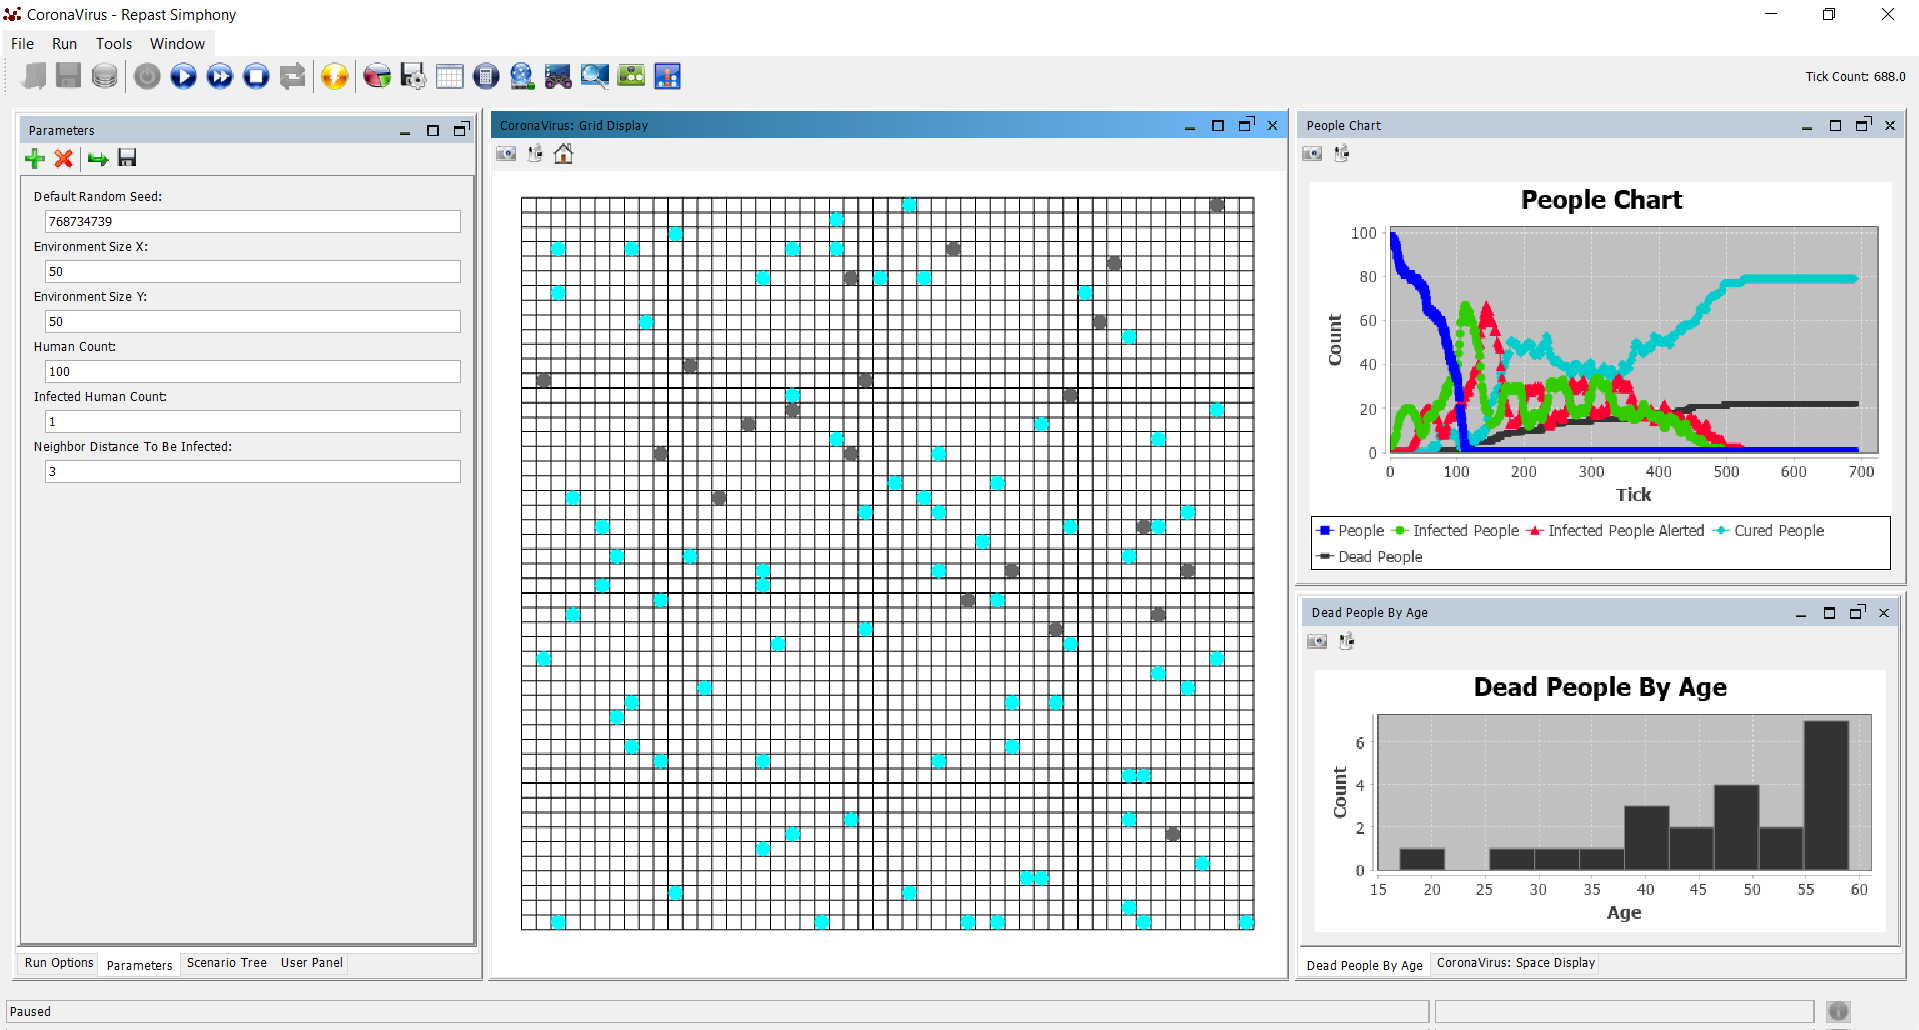 CoronaVirus - Repast Simphony
File Run Tools Window
Tick Count: 688.0
Parameters
Default Random Seed:
768734739
Environment Size X:
50
Environment Size Y:
50
Human Count:
100
Infected Human Count:
1
Neighbor Distance To Be Infected:
3
Run Options Parameters Scenario Tree User Panel
CoronaVirus: Grid Display
People Chart
People Chart
100
80
60
40
20
0
Count
0 100 200 300 400 500 600 700
Tick
People Infected People Infected People Alerted Cured People
Dead People
Dead People By Age
Dead People By Age
6
4
2
0
Count
15 20 25 30 35 40 45 50 55 60
Age
Dead People By Age CoronaVirus: Space Display
Paused